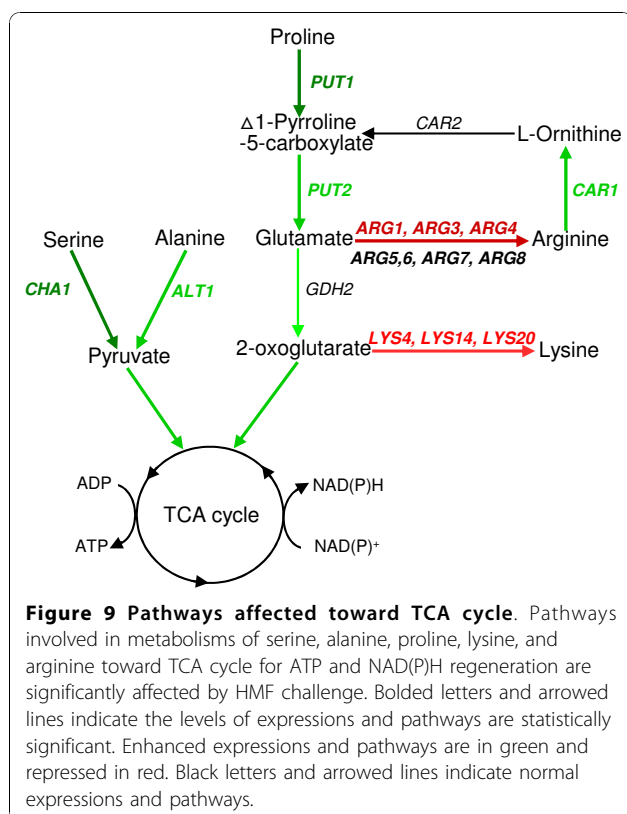 Proline
PUT1
△1-Pyrroline
-5-carboxylate
CAR2
L-Ornithine
PUT2
CAR1
Serine
Alanine
Glutamate
ARG1, ARG3, ARG4
Arginine
ARG5,6, ARG7, ARG8
CHA1
ALT1
GDH2
Pyruvate
2-oxoglutarate
LYS4, LYS14, LYS20
Lysine
ADP
NAD(P)H
TCA cycle
ATP
NAD(P)+
Figure 9 Pathways affected toward TCA cycle. Pathways
involved in metabolisms of serine, alanine, proline, lysine, and
arginine toward TCA cycle for ATP and NAD(P)H regeneration are
significantly affected by HMF challenge. Bolded letters and arrowed
lines indicate the levels of expressions and pathways are statistically
significant. Enhanced expressions and pathways are in green and
repressed in red. Black letters and arrowed lines indicate normal
expressions and pathways.